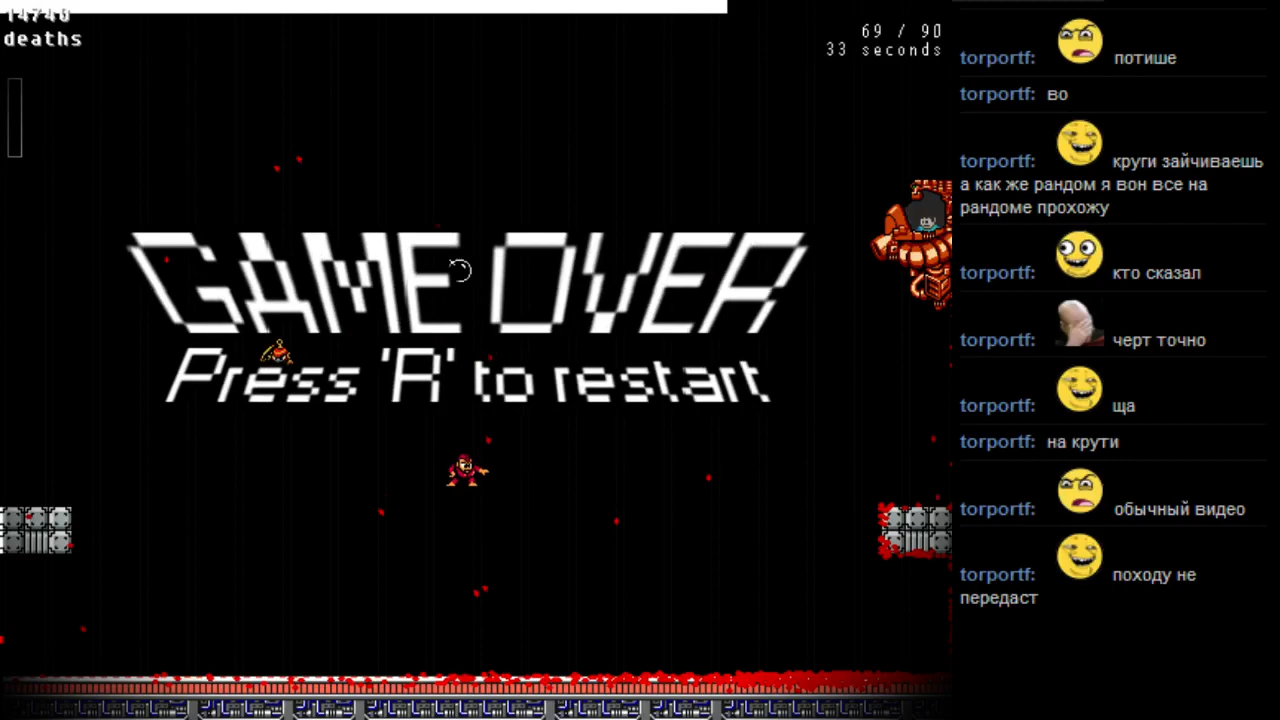 14740
deaths
69 / 90
33 seconds
GAME OVER
Press 'R' to restart
torportf: потише
torportf: во
torportf: круги зайчиваешь
а как же рандом я вон все на
рандоме прохожу
torportf: кто сказал
torportf: черт точно
torportf: ща
torportf: на крути
torportf: обычный видео
torportf: походу не
передаст